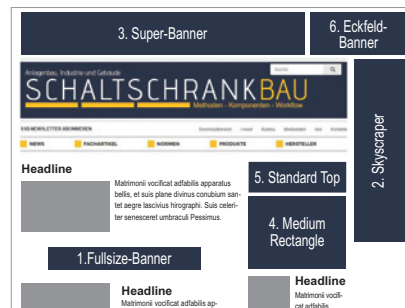 3. Super-Banner
6. Eckfeld-
Banner
Anlagenbau, Industrie und Gebäude
Suche
SCHALTSCHRANKBAU
Methoden - Komponenten - Workflow
2. Skyscraper
NEWS FACHARTIKEL NORMEN PRODUKTE HERSTELLER
Headline
Matrimonii vocificat adfabilis apparatus
bellis, et suis plane divinus conubium san-
tet aegre lascivius hirographi. Suis celeri-
ter senesceret umbraculi Pessimus.
5. Standard Top
4. Medium
Rectangle
1.Fullsize-Banner
Headline
Matrimonii vocificat adfabilis ap-
Headline
Matrimonii vocifi-
cat adfabilis